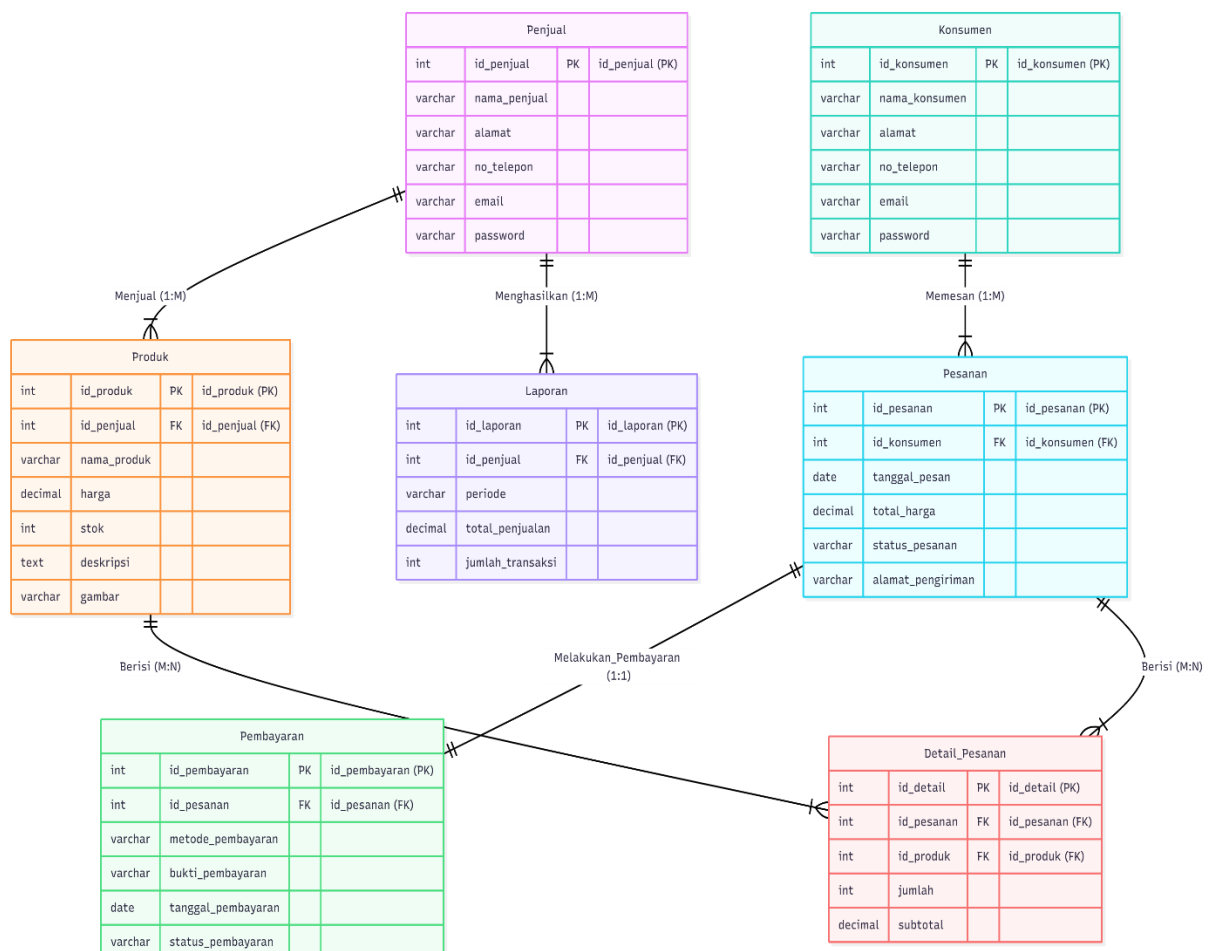 Penjual
int id_penjual PK id_penjual (PK)
varchar nama_penjual
varchar alamat
varchar no_telepon
varchar email
varchar password
Konsumen
int id_konsumen PK id_konsumen (PK)
varchar nama_konsumen
varchar alamat
varchar no_telepon
varchar email
varchar password
Menjual (1:M)
Menghasilkan (1:M)
Memesan (1:M)
Produk
int id_produk PK id_produk (PK)
int id_penjual FK id_penjual (FK)
varchar nama_produk
decimal harga
int stok
text deskripsi
varchar gambar
Laporan
int id_laporan PK id_laporan (PK)
int id_penjual FK id_penjual (FK)
varchar periode
decimal total_penjualan
int jumlah_transaksi
Pesanan
int id_pesanan PK id_pesanan (PK)
int id_konsumen FK id_konsumen (FK)
date tanggal_pesan
decimal total_harga
varchar status_pesanan
varchar alamat_pengiriman
Berisi (M:N)
Melakukan_Pembayaran
(1:1)
Berisi (M:N)
Pembayaran
int id_pembayaran PK id_pembayaran (PK)
int id_pesanan FK id_pesanan (FK)
varchar metode_pembayaran
varchar bukti_pembayaran
date tanggal_pembayaran
varchar status_pembayaran
Detail_Pesanan
int id_detail PK id_detail (PK)
int id_pesanan FK id_pesanan (FK)
int id_produk FK id_produk (FK)
int jumlah
decimal subtotal